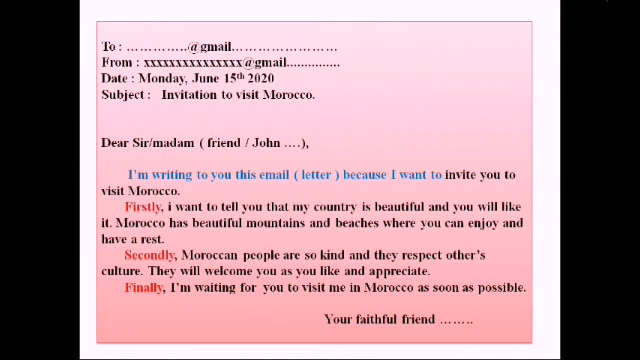 To : …………..@gmail……………………
From : xxxxxxxxxxxxxxx@gmail...............
Date : Monday, June 15th 2020
Subject : Invitation to visit Morocco.
Dear Sir/madam ( friend / John ….),
I'm writing to you this email ( letter ) because I want to invite you to
visit Morocco.
Firstly, i want to tell you that my country is beautiful and you will like
it. Morocco has beautiful mountains and beaches where you can enjoy and
have a rest.
Secondly, Moroccan people are so kind and they respect other's
culture. They will welcome you as you like and appreciate.
Finally, I'm waiting for you to visit me in Morocco as soon as possible.
Your faithful friend ……..